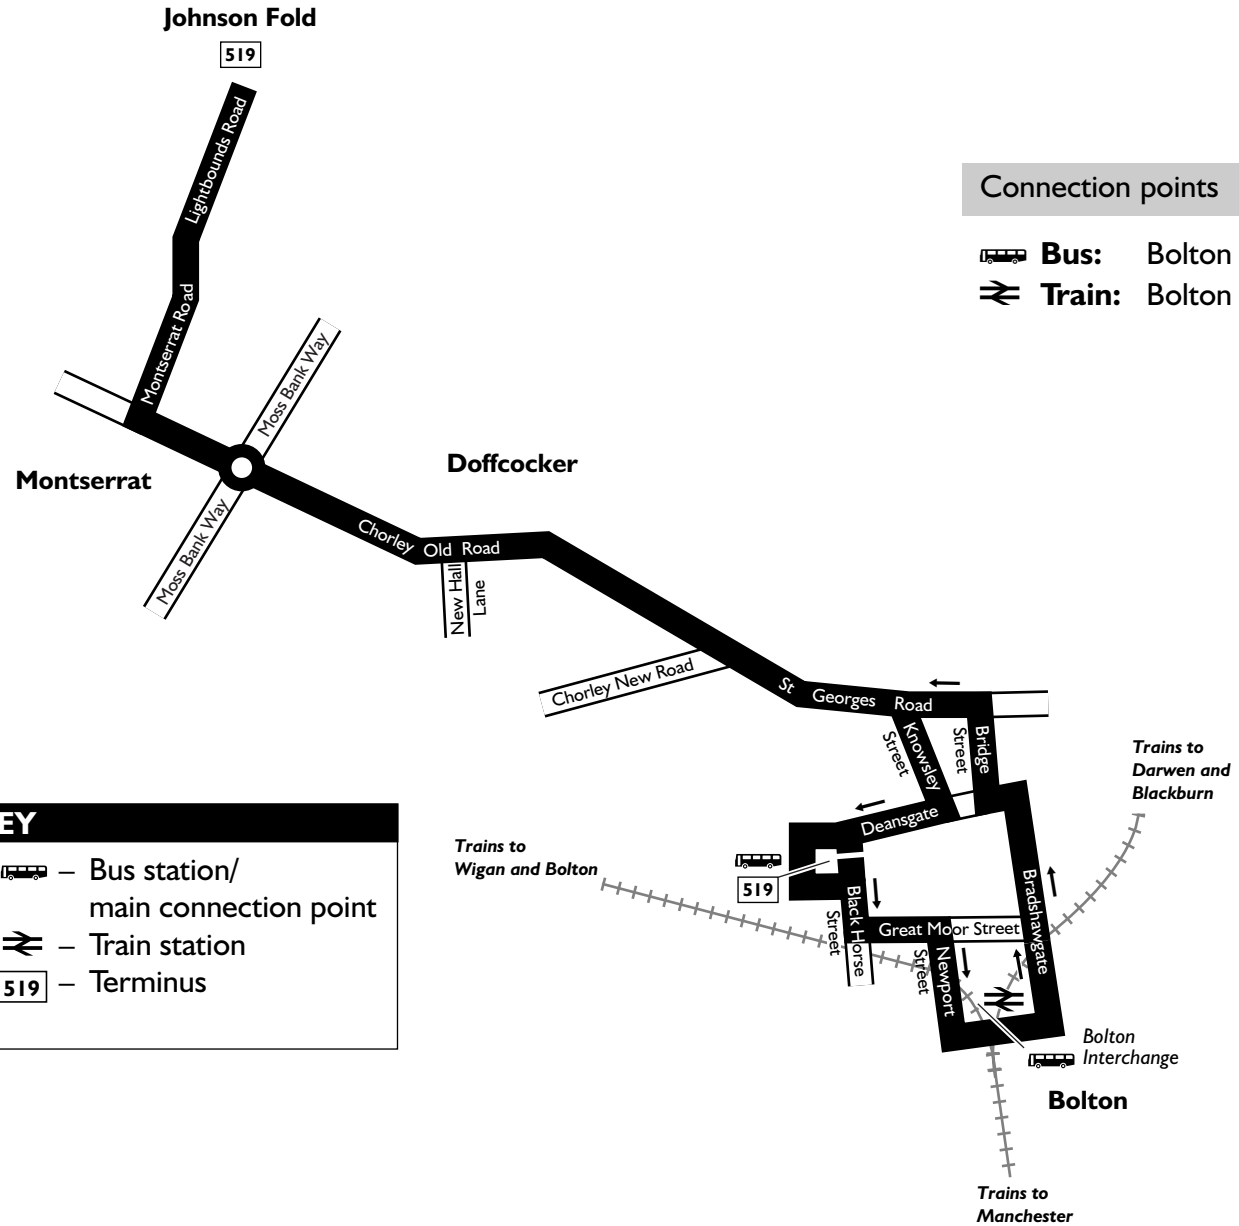 Johnson Fold
519
Lightbounds Road
Montserrat Road
Connection points
Bus: Bolton
Train: Bolton
Moss Bank Way
Montserrat
Doffcocker
Moss Bank Way
Chorley Old Road
New Hall
Lane
Chorley New Road
St Georges Road
Knowsley
Street
Bridge
Street
Trains to
Darwen and
Blackburn
Deansgate
Trains to
Wigan and Bolton
519
Black Horse
Street
Great Moor Street
Bradshawgate
Newport
Street
EY
– Bus station/
main connection point
– Train station
519 – Terminus
Bolton
Interchange
Bolton
Trains to
Manchester